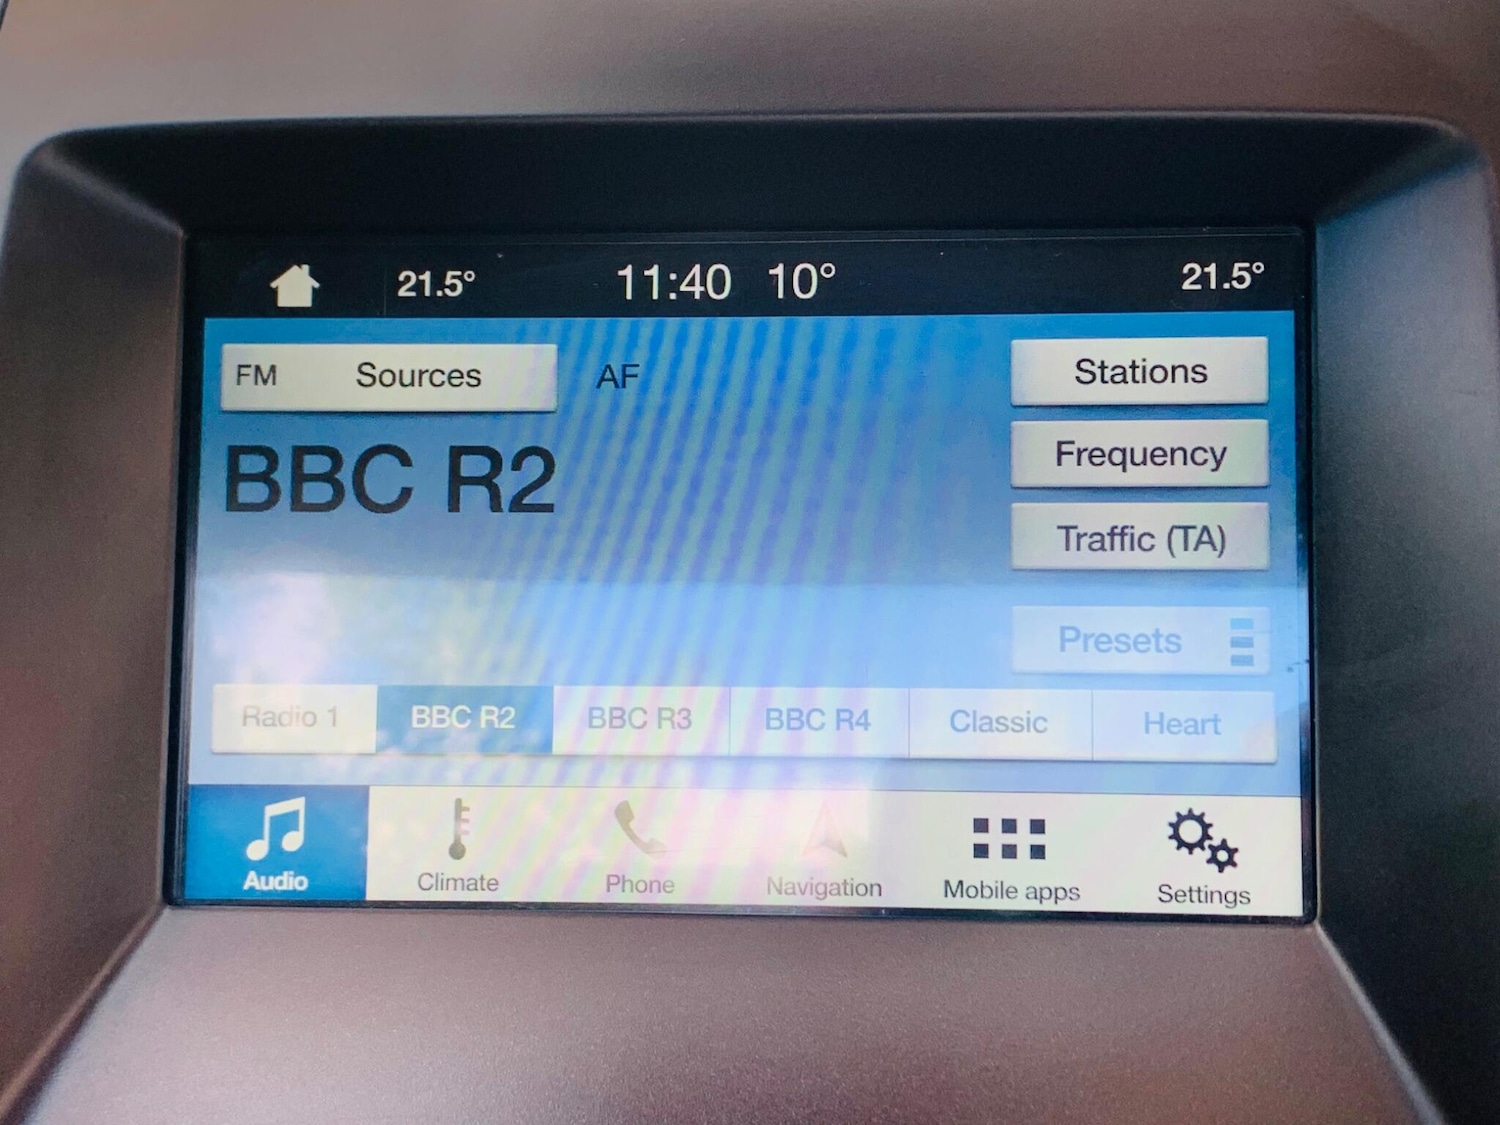 21.5° 11:40 10° 21.5°
FM Sources AF Stations
Frequency
BBC R2
Traffic (TA)
Presets
Radio 1 BBC R2 BBC R3 BBC R4 Classic Heart
Audio Climate Phone Navigation Mobile apps Settings